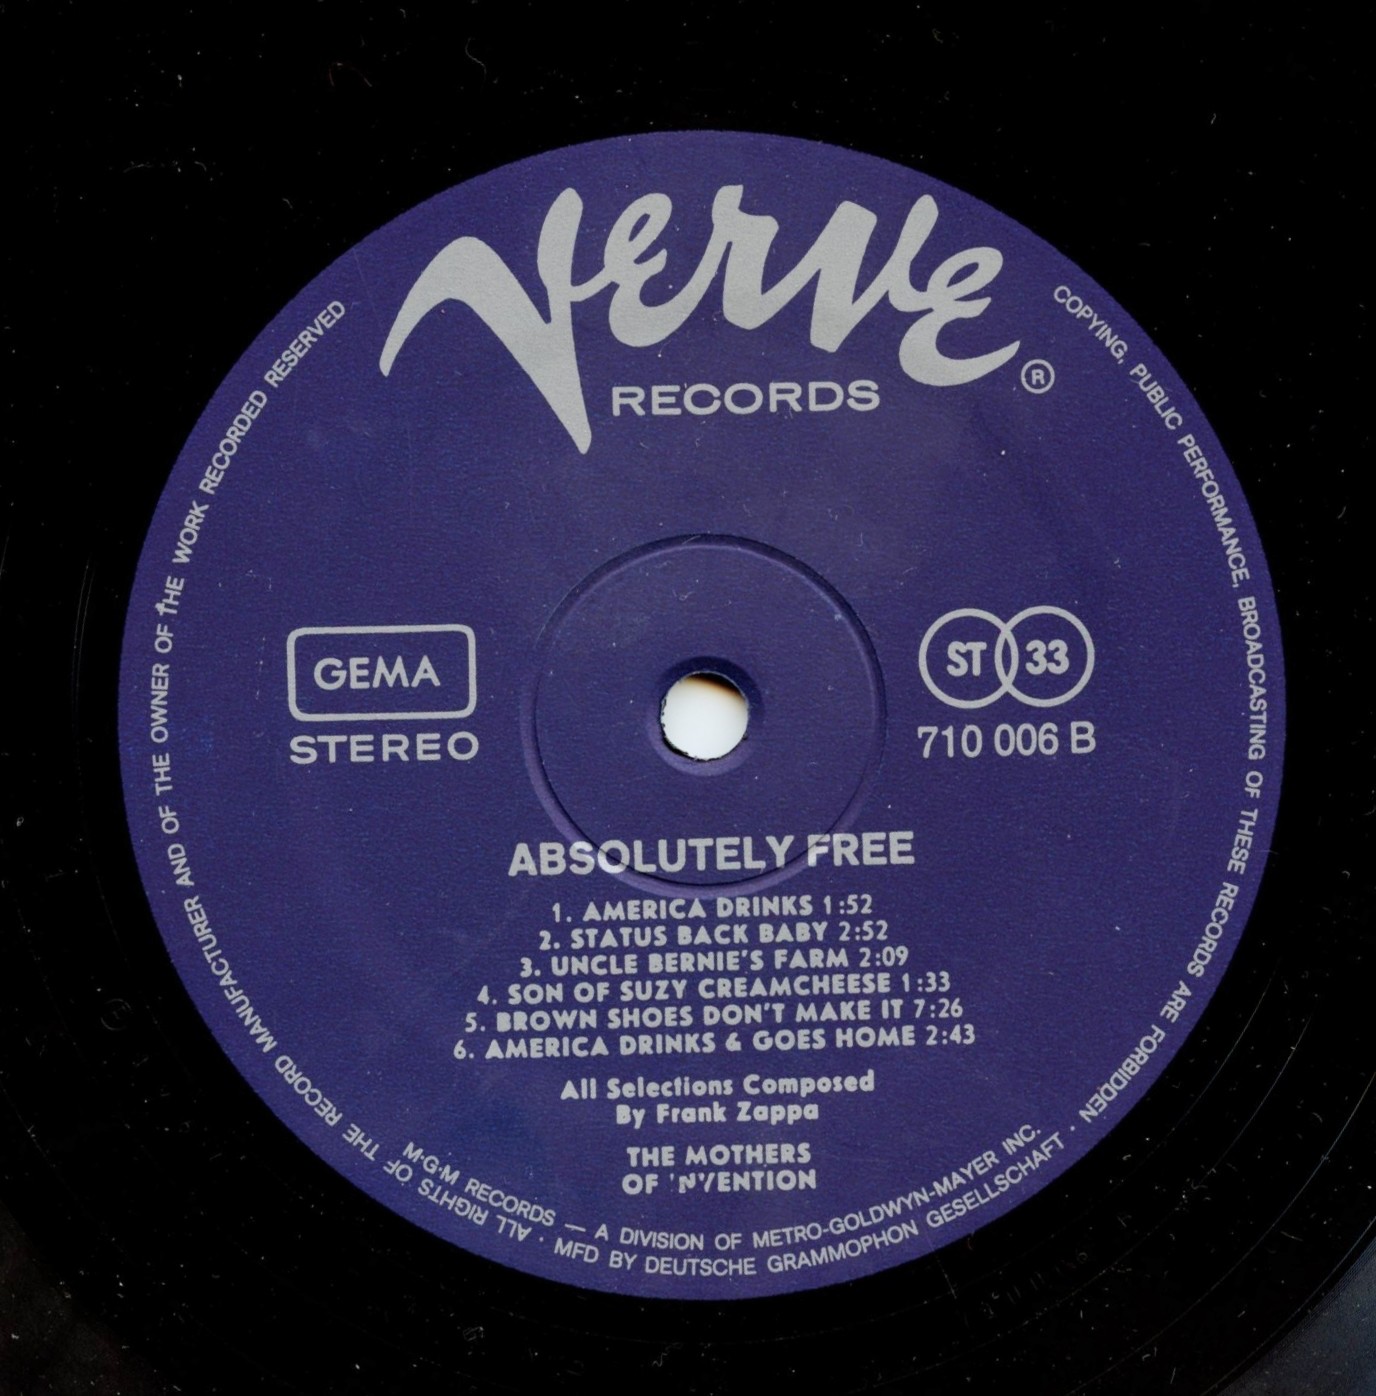 Verve
RECORDS ®
GEMA
STEREO
ST 33
710 006 B
ABSOLUTELY FREE
1. AMERICA DRINKS 1:52
2. STATUS BACK BABY 2:52
3. UNCLE BERNIE'S FARM 2:09
4. SON OF SUZY CREAMCHEESE 1:33
5. BROWN SHOES DON'T MAKE IT 7:26
6. AMERICA DRINKS & GOES HOME 2:43
All Selections Composed
By Frank Zappa
THE MOTHERS
OF INVENTION
M·G·M RECORDS — A DIVISION OF METRO-GOLDWYN-MAYER INC.
MFD BY DEUTSCHE GRAMMOPHON GESELLSCHAFT · ALL RIGHTS OF THE RECORD MANUFACTURER AND OF THE OWNER OF THE WORK RECORDED RESERVED
COPYING, PUBLIC PERFORMANCE, BROADCASTING OF THESE RECORDS ARE FORBIDDEN ·